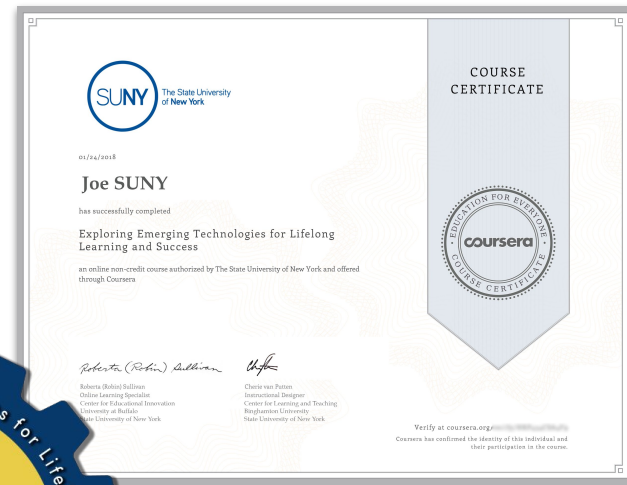 SUNY
The State University
of New York
COURSE
CERTIFICATE
01/24/2018
Joe SUNY
has successfully completed
Exploring Emerging Technologies for Lifelong
Learning and Success
an online non-credit course authorized by The State University of New York and offered
through Coursera
EDUCATION FOR EVERYONE
coursera
COURSE CERTIFICATE
Roberta (Robin) Sullivan
Roberta (Robin) Sullivan
Online Learning Specialist
Center for Educational Innovation
University at Buffalo
State University of New York
Cherie van Putten
Instructional Designer
Center for Learning and Teaching
Binghamton University
State University of New York
Verify at coursera.org
Coursera has confirmed the identity of this individual and
their participation in the course.
s for Life